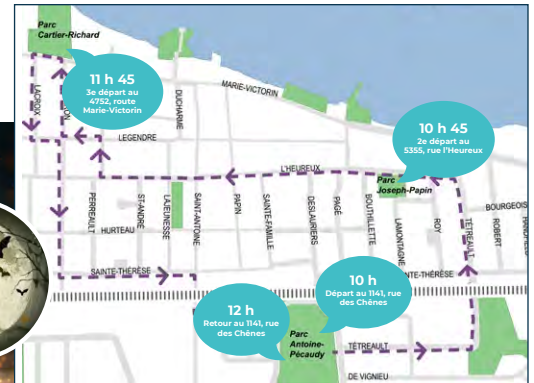 Parc
Cartier-Richard
11 h 45
3e départ au
4752, route
Marie-Victorin
LACROIX
DUCHARME
MARIE-VICTORIN
LEGENDRE
10 h 45
2e départ au
5355, rue l'Heureux
L'HEUREUX
Parc
Joseph-Papin
PERREAULT
ST-ANDRÉ
LAJEUNESSE
SAINT-ANTOINE
PAPIN
SAINTE-FAMILLE
DESLAURIERS
PAGÉ
BOUTHILLETTE
LAMONTAGNE
ROY
TÉTREAULT
ROBERT
BOURGEOIS
HURTEAU
SAINTE-THÉRÈSE
NTE-THÉRÈSE
10 h
Départ au 1141, rue
des Chênes
12 h
Retour au 1141, rue
des Chênes
Parc
Antoine-
Pécaudy
TÉTREAULT
DE VIGNIEU